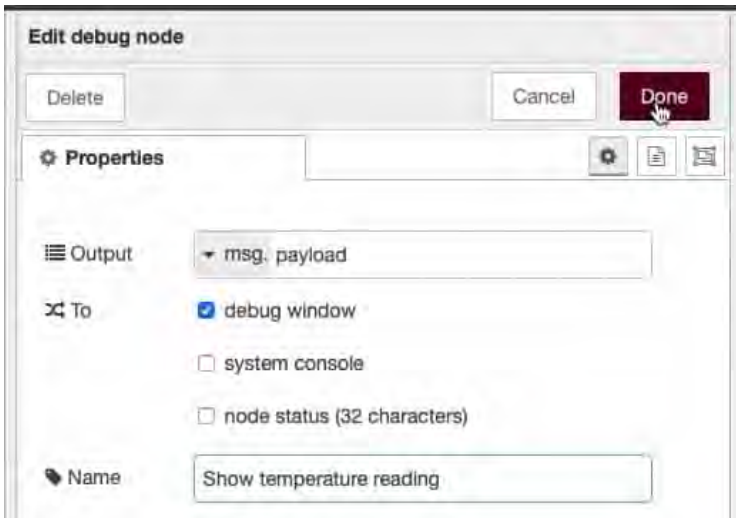 Edit debug node
Delete Cancel Done
Properties
Output msg. payload
To debug window
system console
node status (32 characters)
Name Show temperature reading